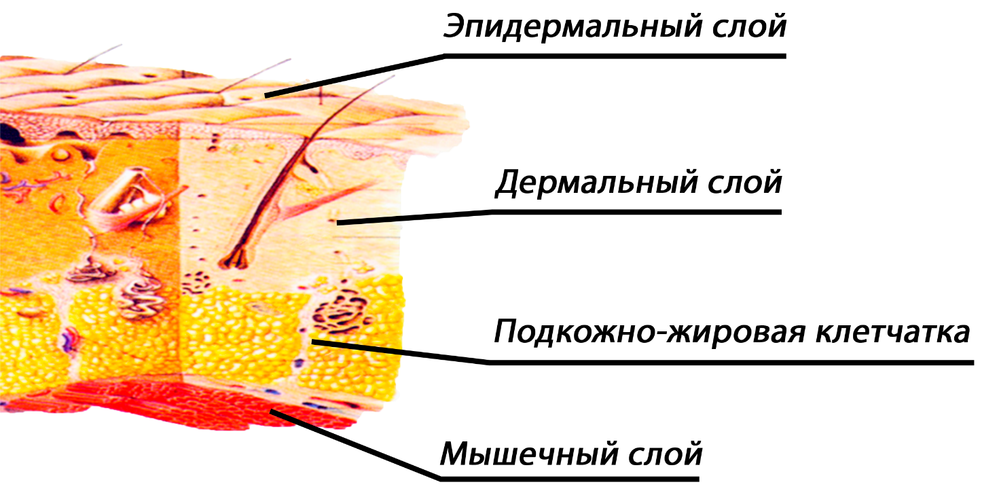 Эпидермальный слой
Дермальный слой
Подкожно-жировая клетчатка
Мышечный слой